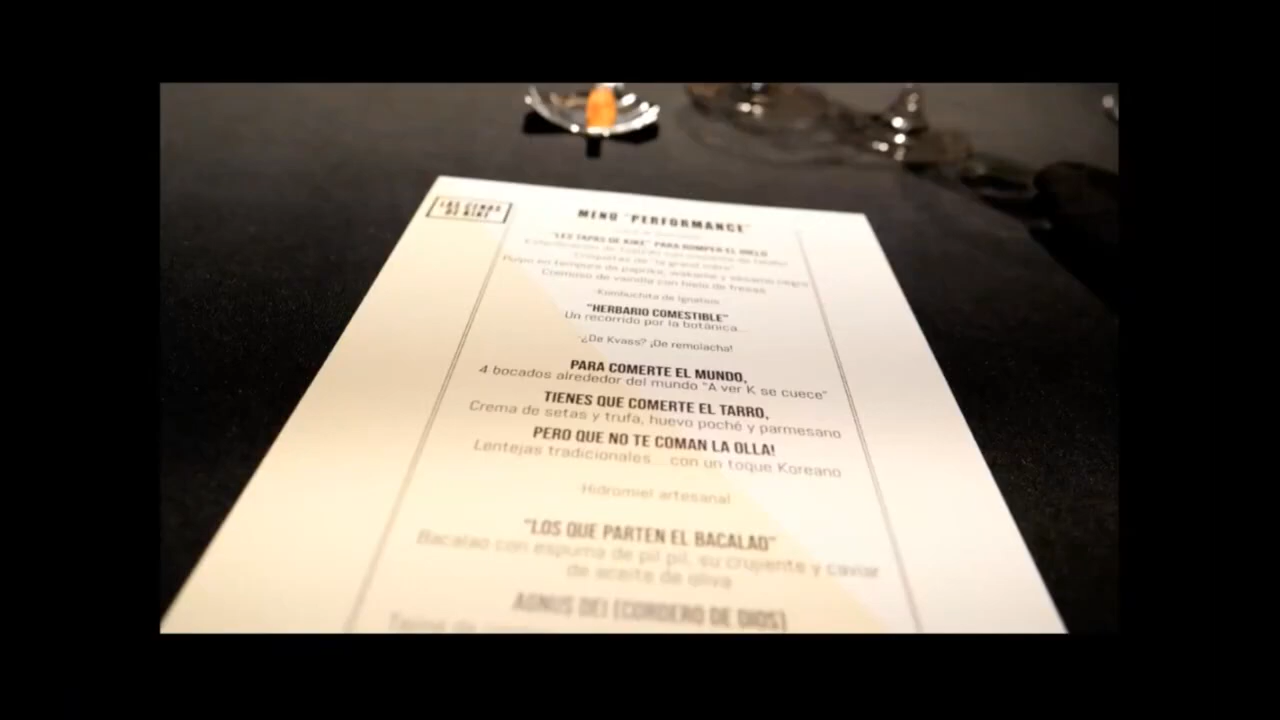 LAS CENAS
DE KIKE
MENÚ "PERFORMANCE"
"LES TAPAS DE KIKE" PARA ROMPER EL HIELO
Croquetas de "la grand mère"
Pulpo en tempura de paprika, wakame y sésamo negro
Cremoso de vainilla con hielo de fresas
-Kombuchita de Ignatius
"HERBARIO COMESTIBLE"
Un recorrido por la botánica...
-¿De Kvass? ¡De remolacha!
PARA COMERTE EL MUNDO,
4 bocados alrededor del mundo "A ver K se cuece"
TIENES QUE COMERTE EL TARRO,
Crema de setas y trufa, huevo poché y parmesano
PERO QUE NO TE COMAN LA OLLA!
Lentejas tradicionales... con un toque Koreano
-Hidromiel artesanal
"LOS QUE PARTEN EL BACALAO"
Bacalao con espuma de pil pil, su crujiente y caviar
de aceite de oliva
AGNUS DEI (CORDERO DE DIOS)